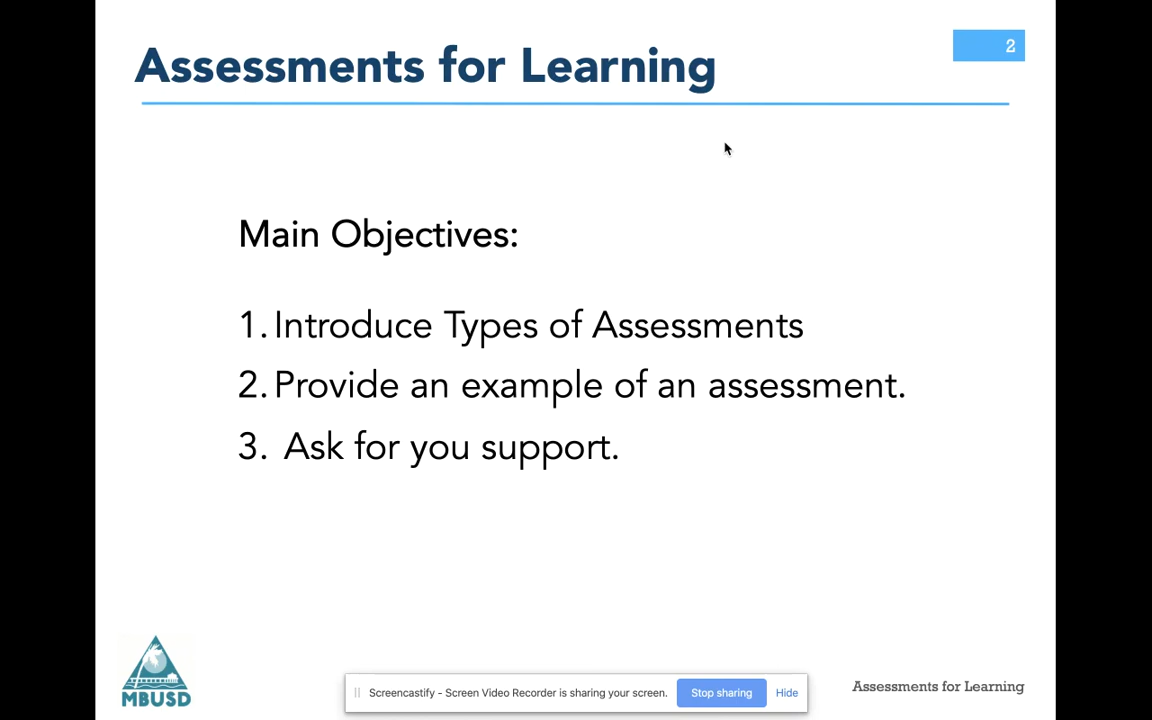 Assessments for Learning
2
Main Objectives:
1. Introduce Types of Assessments
2. Provide an example of an assessment.
3. Ask for you support.
MBUSD
Screencastify - Screen Video Recorder is sharing your screen.
Stop sharing
Hide
Assessments for Learning